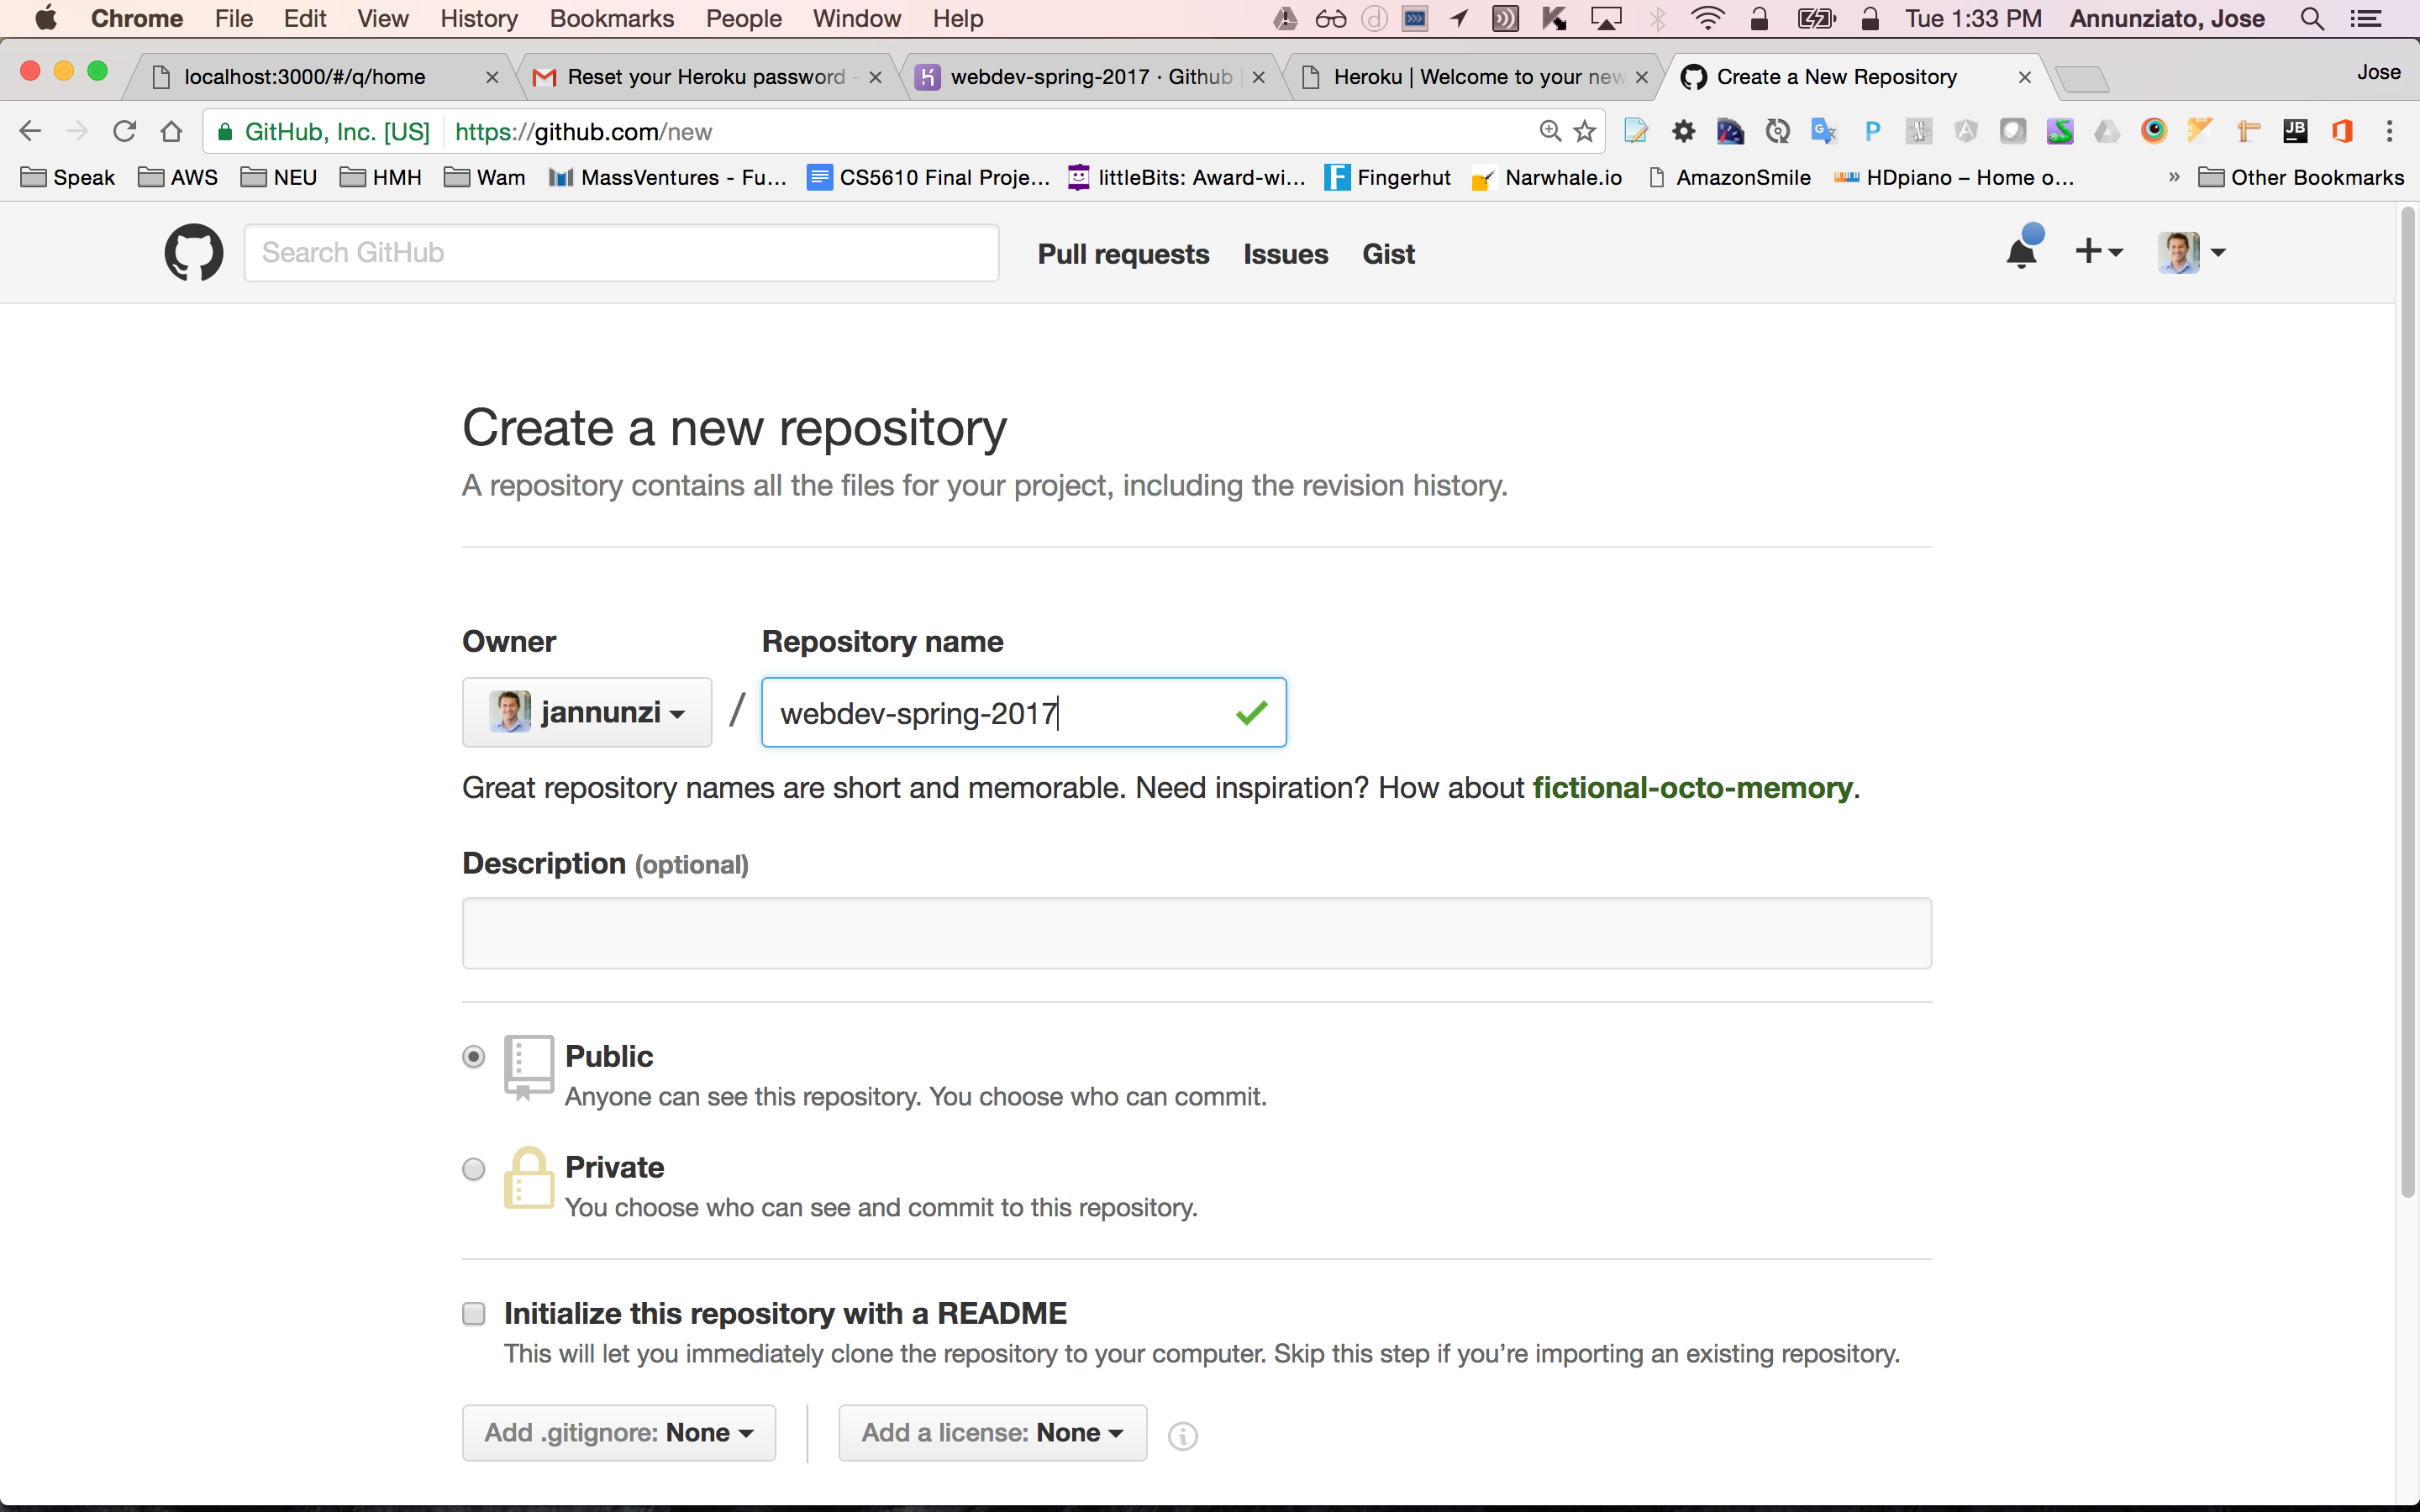 Chrome File Edit View History Bookmarks People Window Help Tue 1:33 PM Annunziato, Jose
localhost:3000/#/q/home Reset your Heroku password - webdev-spring-2017 · Github Heroku | Welcome to your new Create a New Repository Jose
GitHub, Inc. [US] https://github.com/new
Speak AWS NEU HMH Wam MassVentures - Fu... CS5610 Final Proje... littleBits: Award-wi... Fingerhut Narwhale.io AmazonSmile HDpiano – Home o... » Other Bookmarks
Search GitHub Pull requests Issues Gist
Create a new repository
A repository contains all the files for your project, including the revision history.
Owner Repository name
jannunzi / webdev-spring-2017
Great repository names are short and memorable. Need inspiration? How about fictional-octo-memory.
Description (optional)
Public
Anyone can see this repository. You choose who can commit.
Private
You choose who can see and commit to this repository.
Initialize this repository with a README
This will let you immediately clone the repository to your computer. Skip this step if you’re importing an existing repository.
Add .gitignore: None Add a license: None